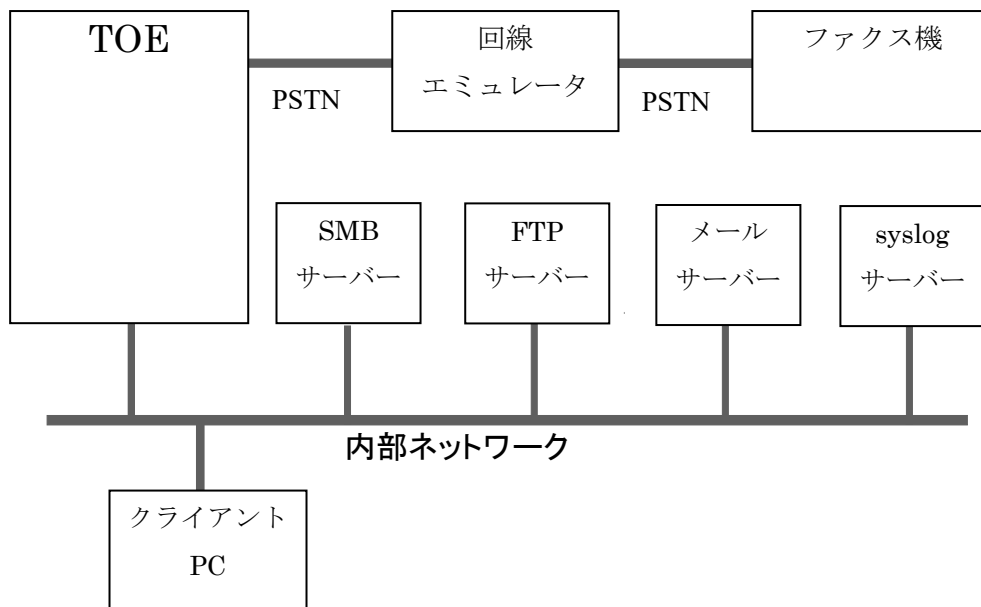 TOE
回線
エミュレータ
ファクス機
PSTN
PSTN
SMB
サーバー
FTP
サーバー
メール
サーバー
syslog
サーバー
内部ネットワーク
クライアント
PC